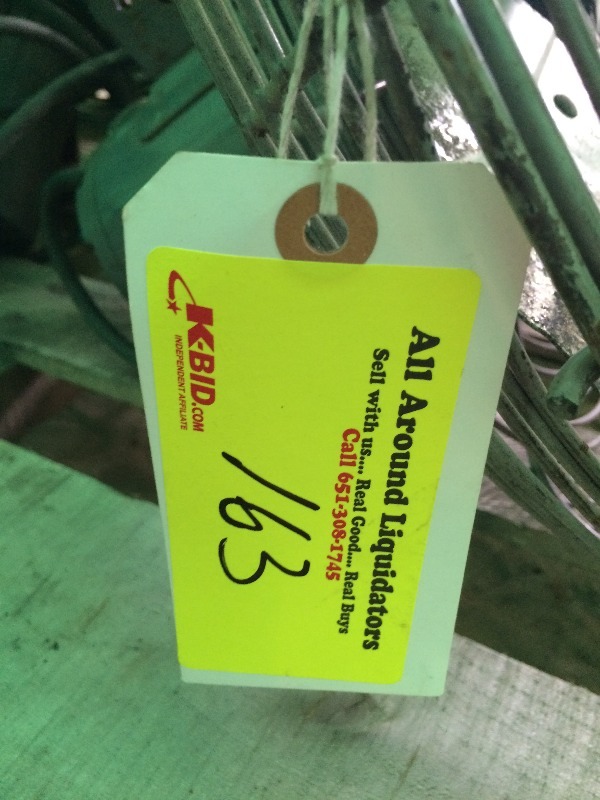 All Around Liquidators
Sell with us.... Real Good.... Real Buys
Call 651-308-1745
163
K-BID.COM
INDEPENDENT AFFILIATE